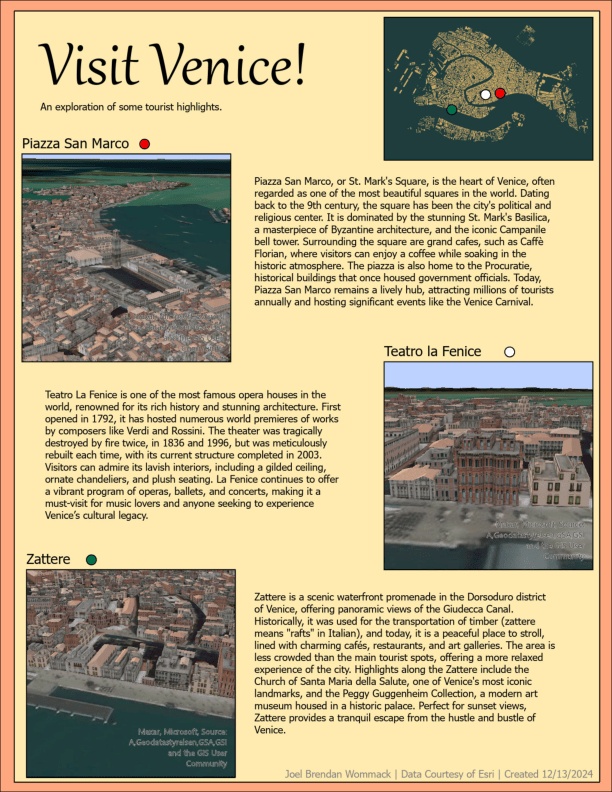 Visit Venice!
An exploration of some tourist highlights.
Piazza San Marco
Piazza San Marco, or St. Mark's Square, is the heart of Venice, often
regarded as one of the most beautiful squares in the world. Dating
back to the 9th century, the square has been the city's political and
religious center. It is dominated by the stunning St. Mark's Basilica,
a masterpiece of Byzantine architecture, and the iconic Campanile
bell tower. Surrounding the square are grand cafes, such as Caffè
Florian, where visitors can enjoy a coffee while soaking in the
historic atmosphere. The piazza is also home to the Procuratie,
historical buildings that once housed government officials. Today,
Piazza San Marco remains a lively hub, attracting millions of tourists
annually and hosting significant events like the Venice Carnival.
Teatro la Fenice
Teatro La Fenice is one of the most famous opera houses in the
world, renowned for its rich history and stunning architecture. First
opened in 1792, it has hosted numerous world premieres of works
by composers like Verdi and Rossini. The theater was tragically
destroyed by fire twice, in 1836 and 1996, but was meticulously
rebuilt each time, with its current structure completed in 2003.
Visitors can admire its lavish interiors, including a gilded ceiling,
ornate chandeliers, and plush seating. La Fenice continues to offer
a vibrant program of operas, ballets, and concerts, making it a
must-visit for music lovers and anyone seeking to experience
Venice's cultural legacy.
Maxar, Microsoft, Source:
A,Geodatastyrelsen,GSA,GSI
and the GIS User
Community
Zattere
Maxar, Microsoft, Source:
A,Geodatastyrelsen,GSA,GSI
and the GIS User
Community
Zattere is a scenic waterfront promenade in the Dorsoduro district
of Venice, offering panoramic views of the Giudecca Canal.
Historically, it was used for the transportation of timber (zattere
means "rafts" in Italian), and today, it is a peaceful place to stroll,
lined with charming cafés, restaurants, and art galleries. The area is
less crowded than the main tourist spots, offering a more relaxed
experience of the city. Highlights along the Zattere include the
Church of Santa Maria della Salute, one of Venice's most iconic
landmarks, and the Peggy Guggenheim Collection, a modern art
museum housed in a historic palace. Perfect for sunset views,
Zattere provides a tranquil escape from the hustle and bustle of
Venice.
Joel Brendan Wommack | Data Courtesy of Esri | Created 12/13/2024